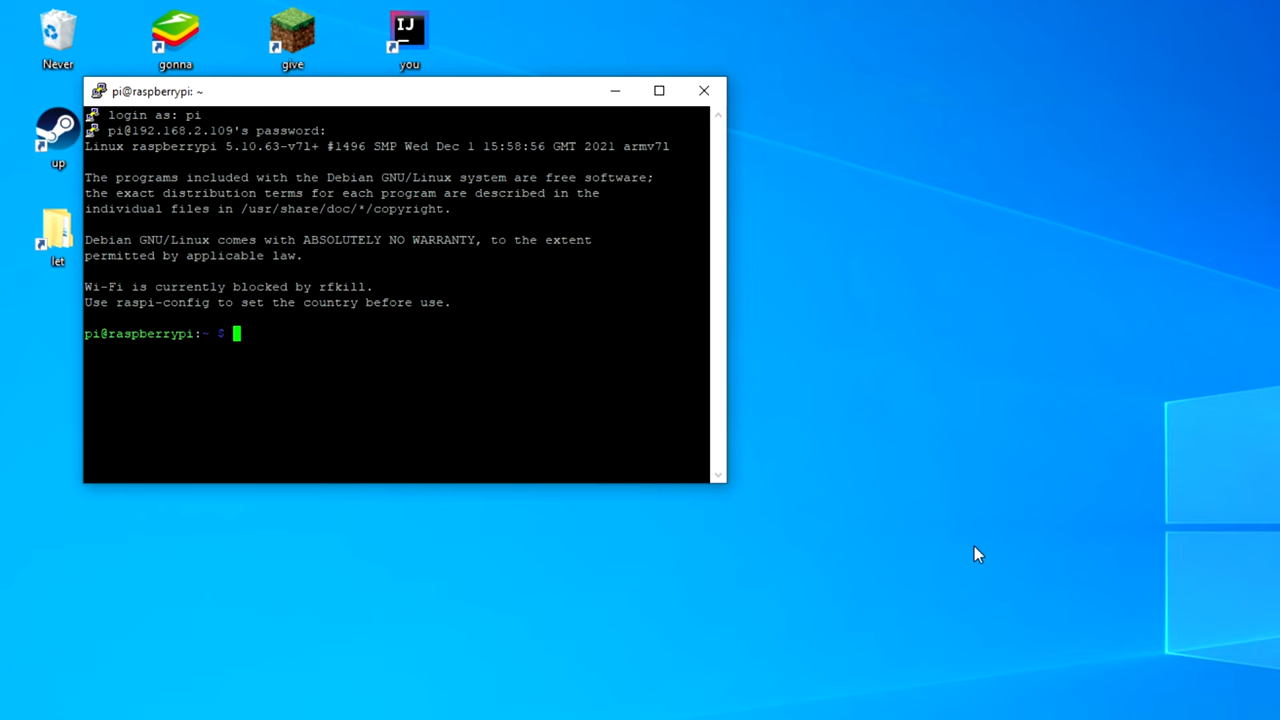 Never
gonna
give
IJ
you
up
let
pi@raspberrypi: ~
login as: pi
pi@192.168.2.109's password:
Linux raspberrypi 5.10.63-v7l+ #1496 SMP Wed Dec 1 15:58:56 GMT 2021 armv7l
The programs included with the Debian GNU/Linux system are free software;
the exact distribution terms for each program are described in the
individual files in /usr/share/doc/*/copyright.
Debian GNU/Linux comes with ABSOLUTELY NO WARRANTY, to the extent
permitted by applicable law.
Wi-Fi is currently blocked by rfkill.
Use raspi-config to set the country before use.
pi@raspberrypi:~ $